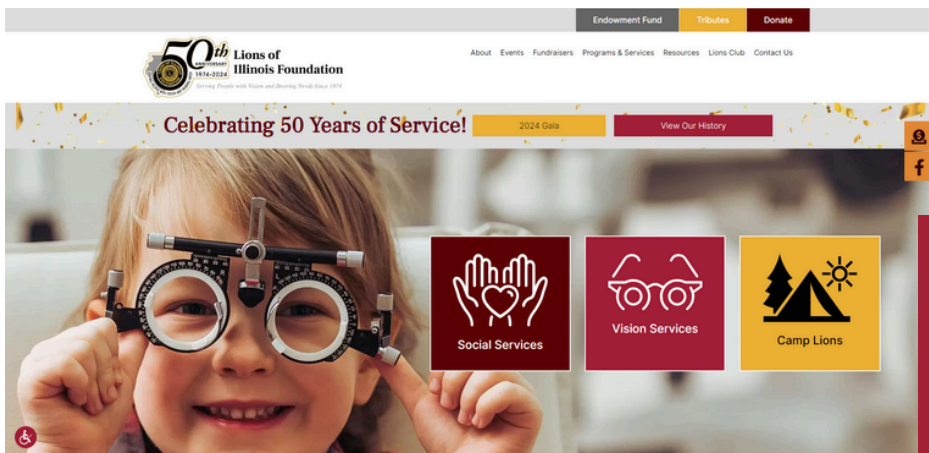 Endowment Fund Tributes Donate
50th
ANNIVERSARY
1974-2024
Lions of
Illinois Foundation
Serving People with Vision and Hearing Needs Since 1974
About Events Fundraisers Programs & Services Resources Lions Club Contact Us
Celebrating 50 Years of Service! 2024 Gala View Our History
Social Services
Vision Services
Camp Lions